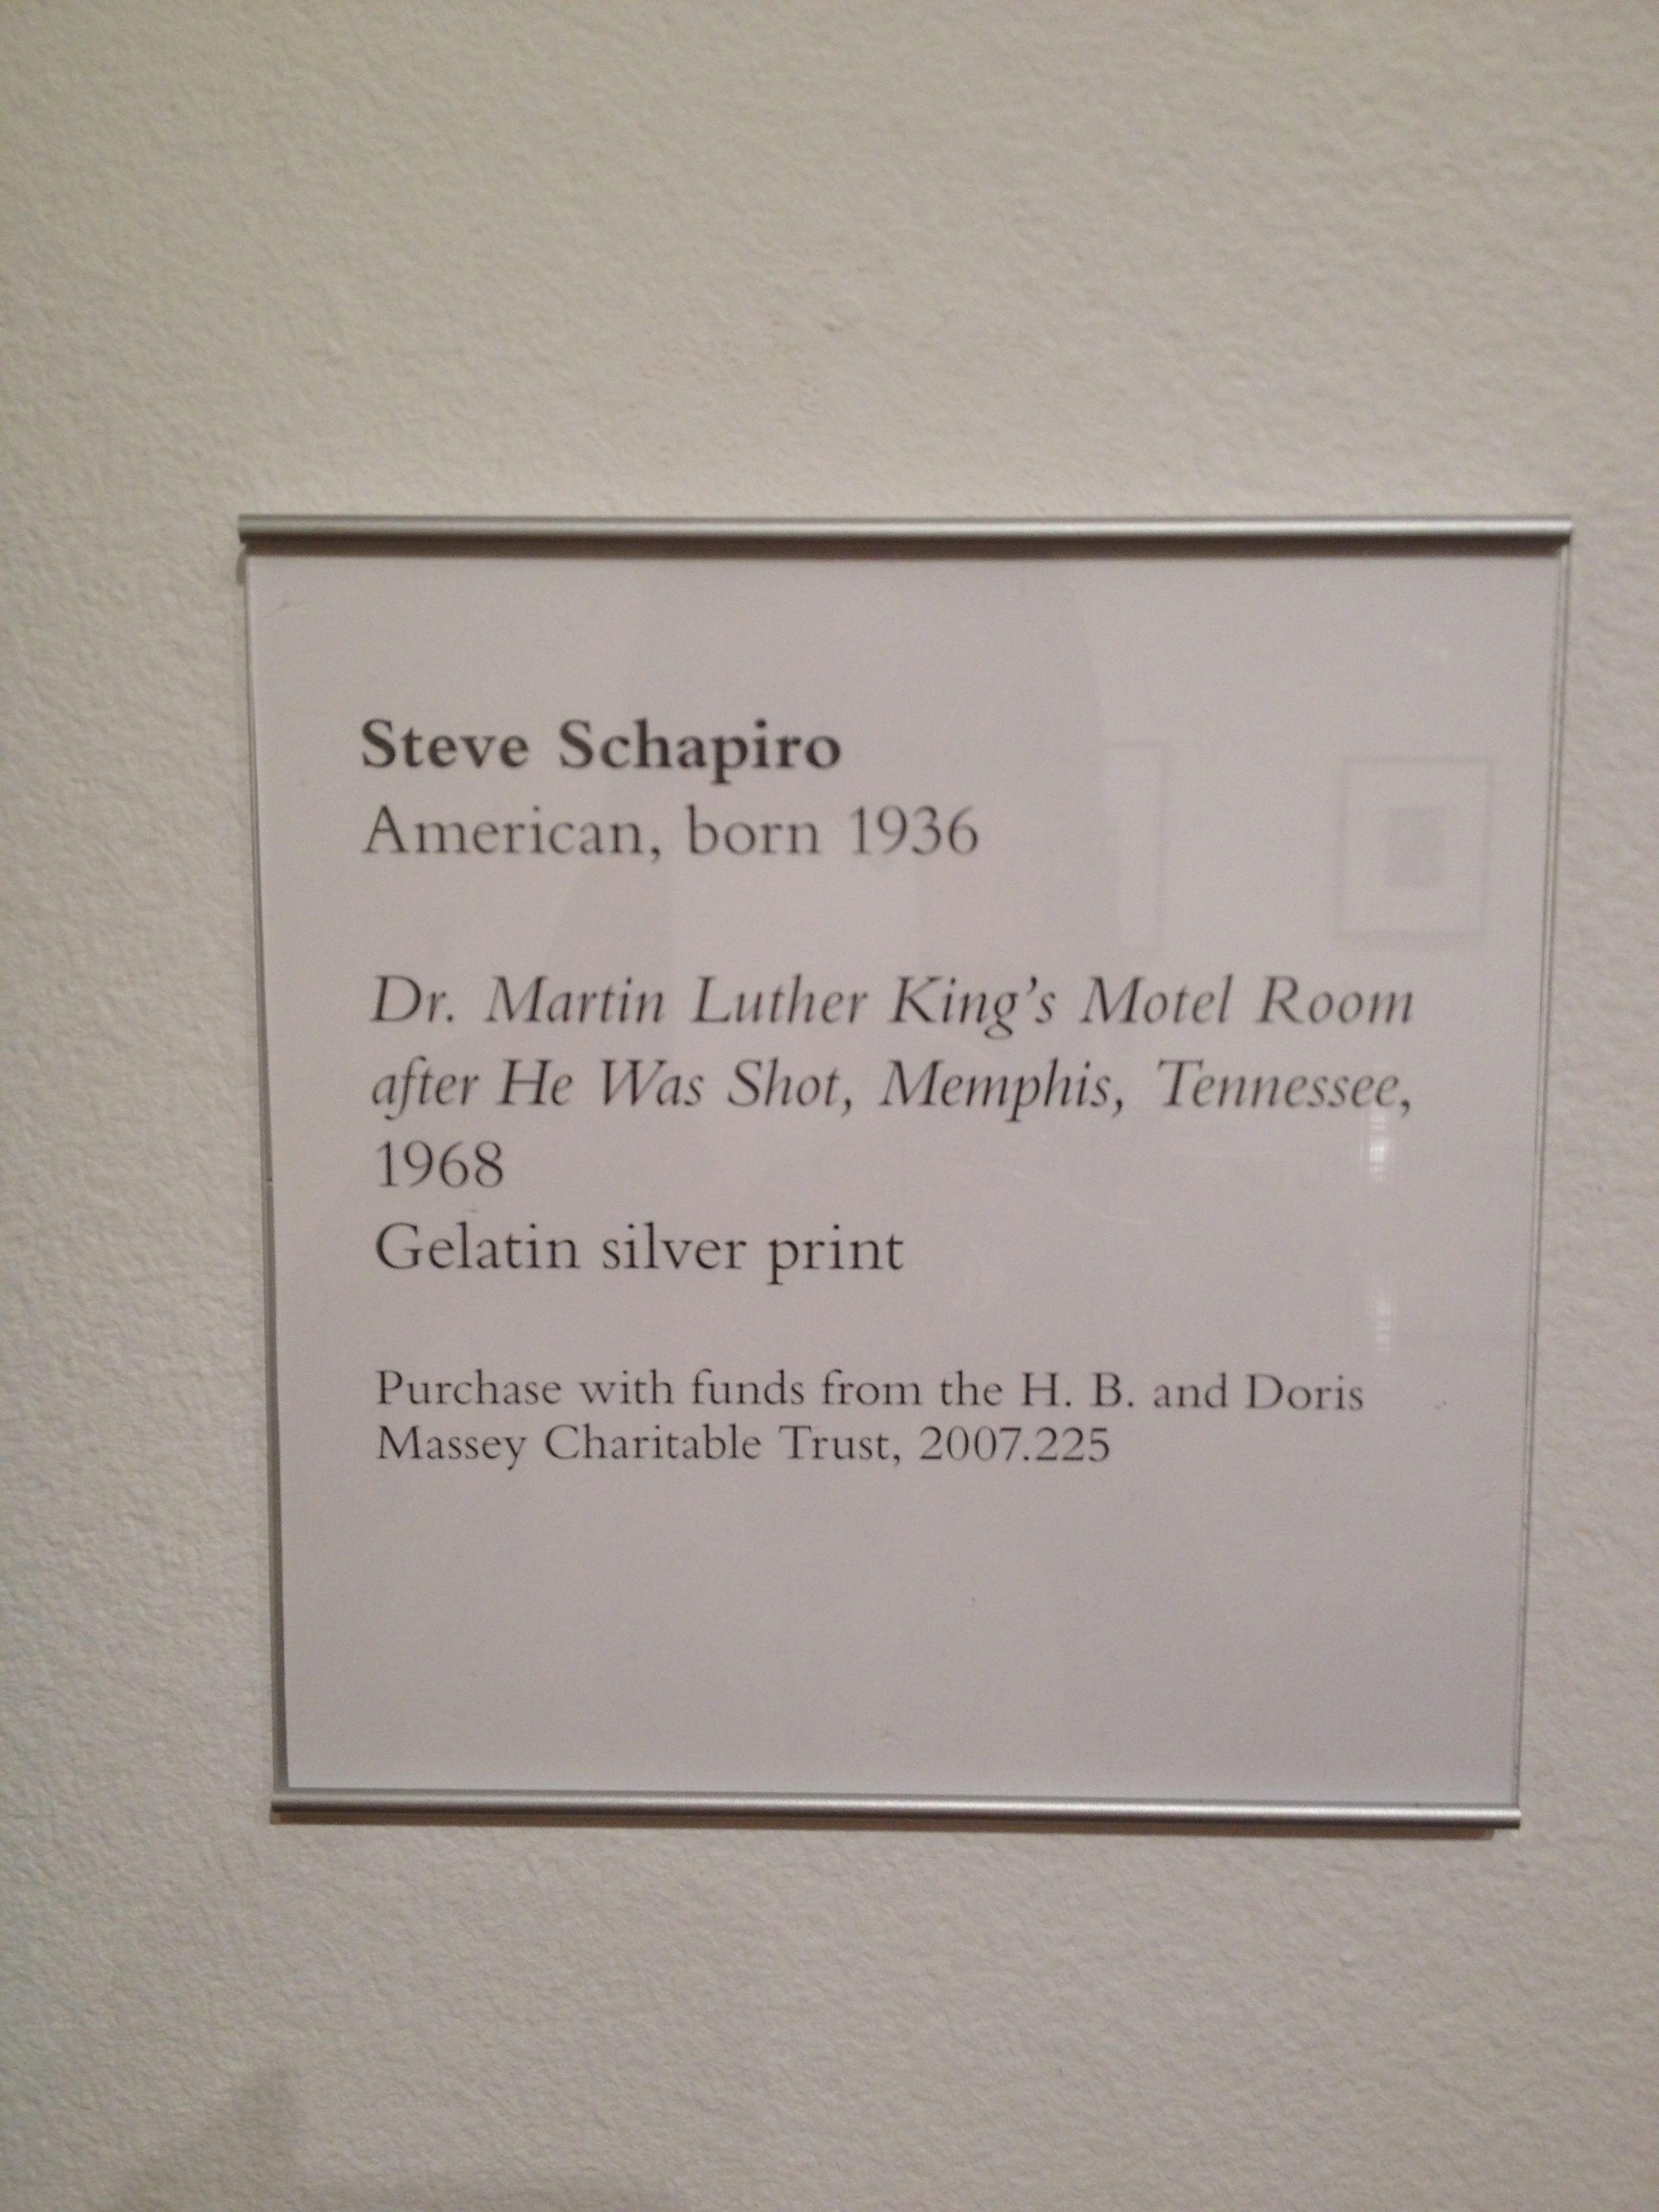 Steve Schapiro
American, born 1936
Dr. Martin Luther King's Motel Room
after He Was Shot, Memphis, Tennessee,
1968
Gelatin silver print
Purchase with funds from the H. B. and Doris
Massey Charitable Trust, 2007.225